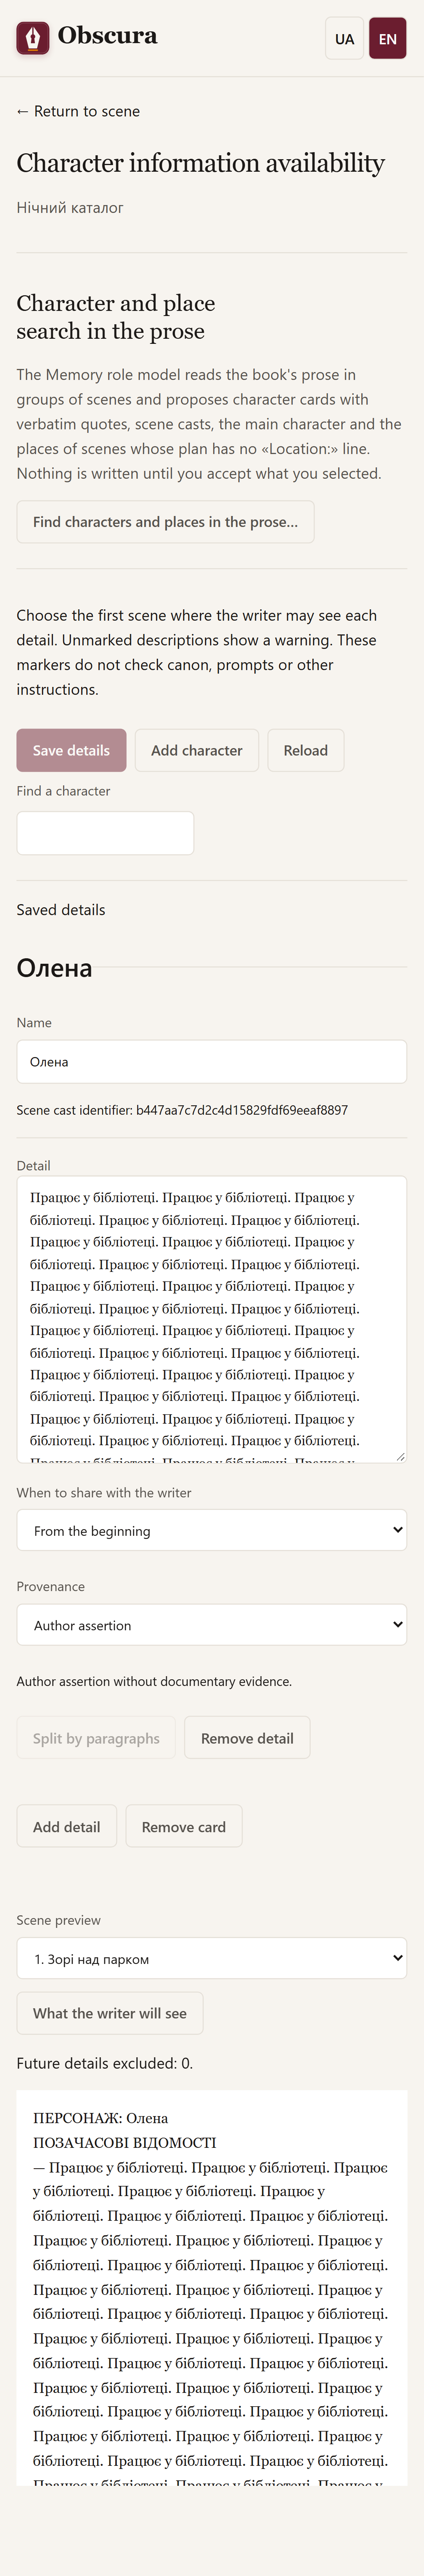 Obscura
UA
EN
← Return to scene
Character information availability
Нічний каталог
Character and place
search in the prose
The Memory role model reads the book's prose in
groups of scenes and proposes character cards with
verbatim quotes, scene casts, the main character and the
places of scenes whose plan has no «Location:» line.
Nothing is written until you accept what you selected.
Find characters and places in the prose...
Choose the first scene where the writer may see each
detail. Unmarked descriptions show a warning. These
markers do not check canon, prompts or other
instructions.
Save details
Add character
Reload
Find a character
Saved details
Олена
Name
Олена
Scene cast identifier: b447aa7c7d2c4d15829fdf69eeaf8897
Detail
Працює у бібліотеці. Працює у бібліотеці. Працює у
бібліотеці. Працює у бібліотеці. Працює у бібліотеці.
Працює у бібліотеці. Працює у бібліотеці. Працює у
бібліотеці. Працює у бібліотеці. Працює у бібліотеці.
Працює у бібліотеці. Працює у бібліотеці. Працює у
бібліотеці. Працює у бібліотеці. Працює у бібліотеці.
Працює у бібліотеці. Працює у бібліотеці. Працює у
бібліотеці. Працює у бібліотеці. Працює у бібліотеці.
Працює у бібліотеці. Працює у бібліотеці. Працює у
бібліотеці. Працює у бібліотеці. Працює у бібліотеці.
Працює у бібліотеці. Працює у бібліотеці. Працює у
бібліотеці. Працює у бібліотеці. Працює у бібліотеці.
Працює у бібліотеці. Працює у бібліотеці. Працює у
When to share with the writer
From the beginning
Provenance
Author assertion
Author assertion without documentary evidence.
Split by paragraphs
Remove detail
Add detail
Remove card
Scene preview
1. Зорі над парком
What the writer will see
Future details excluded: 0.
ПЕРСОНАЖ: Олена
ПОЗАЧАСОВІ ВІДОМОСТІ
— Працює у бібліотеці. Працює у бібліотеці. Працює
у бібліотеці. Працює у бібліотеці. Працює у
бібліотеці. Працює у бібліотеці. Працює у бібліотеці.
Працює у бібліотеці. Працює у бібліотеці. Працює у
бібліотеці. Працює у бібліотеці. Працює у бібліотеці.
Працює у бібліотеці. Працює у бібліотеці. Працює у
бібліотеці. Працює у бібліотеці. Працює у бібліотеці.
Працює у бібліотеці. Працює у бібліотеці. Працює у
бібліотеці. Працює у бібліотеці. Працює у бібліотеці.
Працює у бібліотеці. Працює у бібліотеці. Працює у
бібліотеці. Працює у бібліотеці. Працює у бібліотеці.
Працює у бібліотеці. Працює у бібліотеці. Працює у
бібліотеці. Працює у бібліотеці. Працює у бібліотеці.
Працює у бібліотеці. Працює у бібліотеці. Працює у